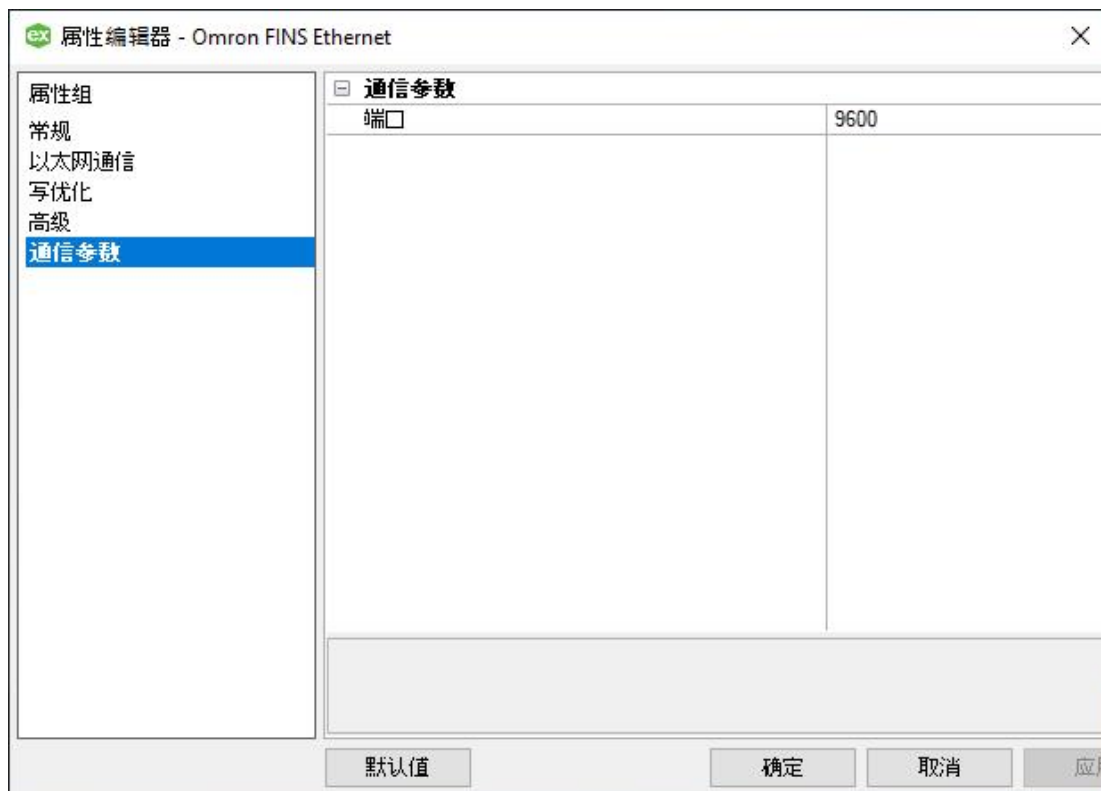 ex 属性编辑器 - Omron FINS Ethernet
属性组
常规
以太网通信
写优化
高级
通信参数
通信参数
端口 9600
默认值 确定 取消 应